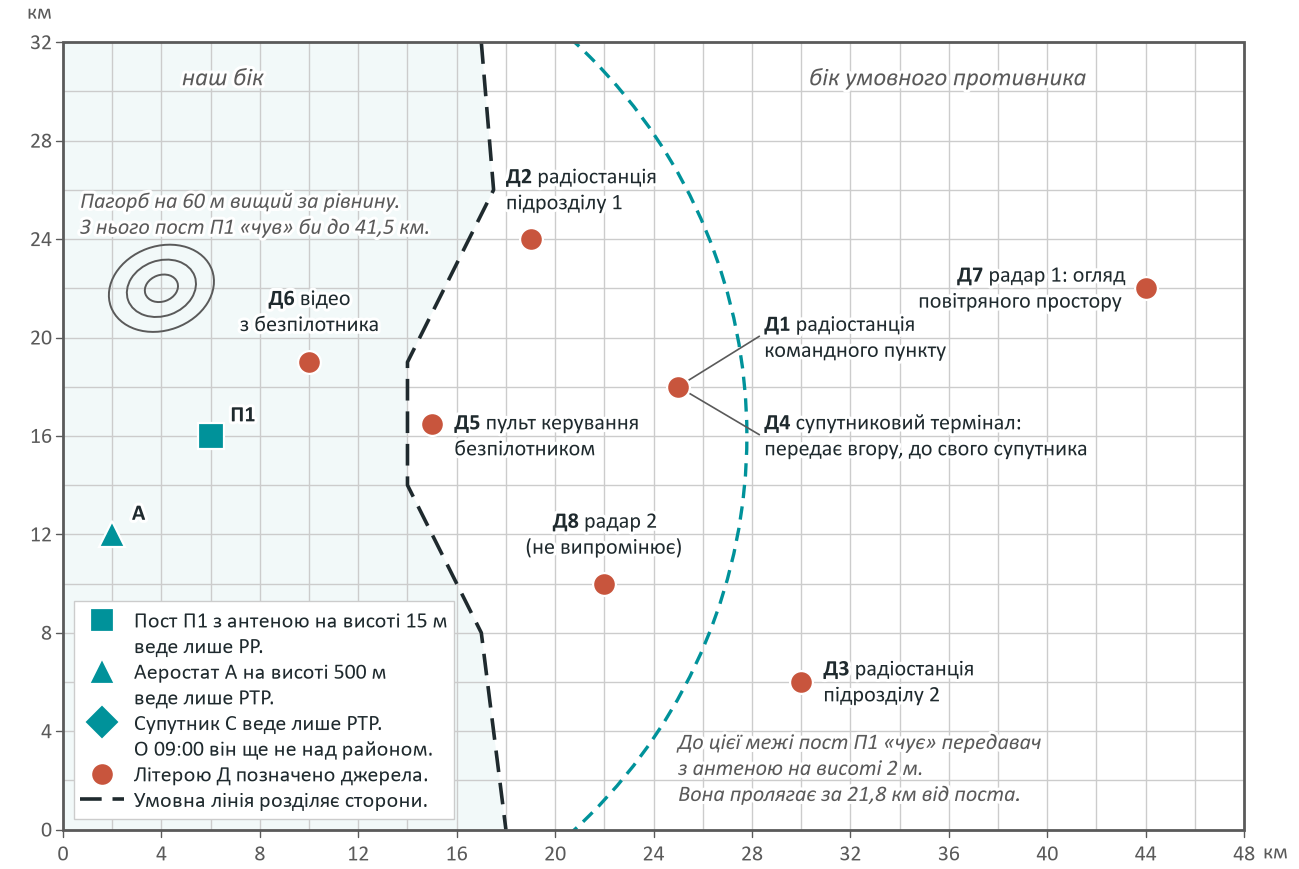 км
32
28
24
20
16
12
8
4
0
0
4
8
12
16
20
24
28
32
36
40
44
48 км
наш бік
бік умовного противника
Пагорб на 60 м вищий за рівнину.
З нього пост П1 «чув» би до 41,5 км.
Д2 радіостанція
підрозділу 1
Д7 радар 1: огляд
повітряного простору
Д6 відео
з безпілотника
Д1 радіостанція
командного пункту
П1
Д5 пульт керування
безпілотником
Д4 супутниковий термінал:
передає вгору, до свого супутника
А
Д8 радар 2
(не випромінює)
Д3 радіостанція
підрозділу 2
До цієї межі пост П1 «чує» передавач
з антеною на висоті 2 м.
Вона пролягає за 21,8 км від поста.
Пост П1 з антеною на висоті 15 м
веде лише РР.
Аеростат А на висоті 500 м
веде лише РТР.
Супутник С веде лише РТР.
О 09:00 він ще не над районом.
Літерою Д позначено джерела.
Умовна лінія розділяє сторони.